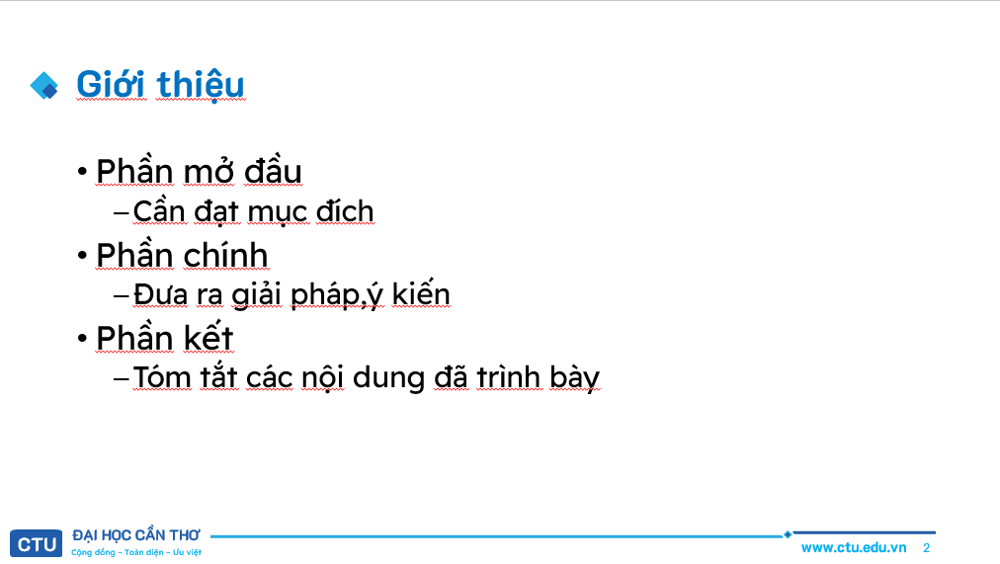 Giới thiệu
• Phần mở đầu
–Cần đạt mục đích
• Phần chính
–Đưa ra giải pháp,ý kiến
• Phần kết
–Tóm tắt các nội dung đã trình bày
CTU
ĐẠI HỌC CẦN THƠ
Cộng đồng – Toàn diện – Ưu việt
www.ctu.edu.vn 2